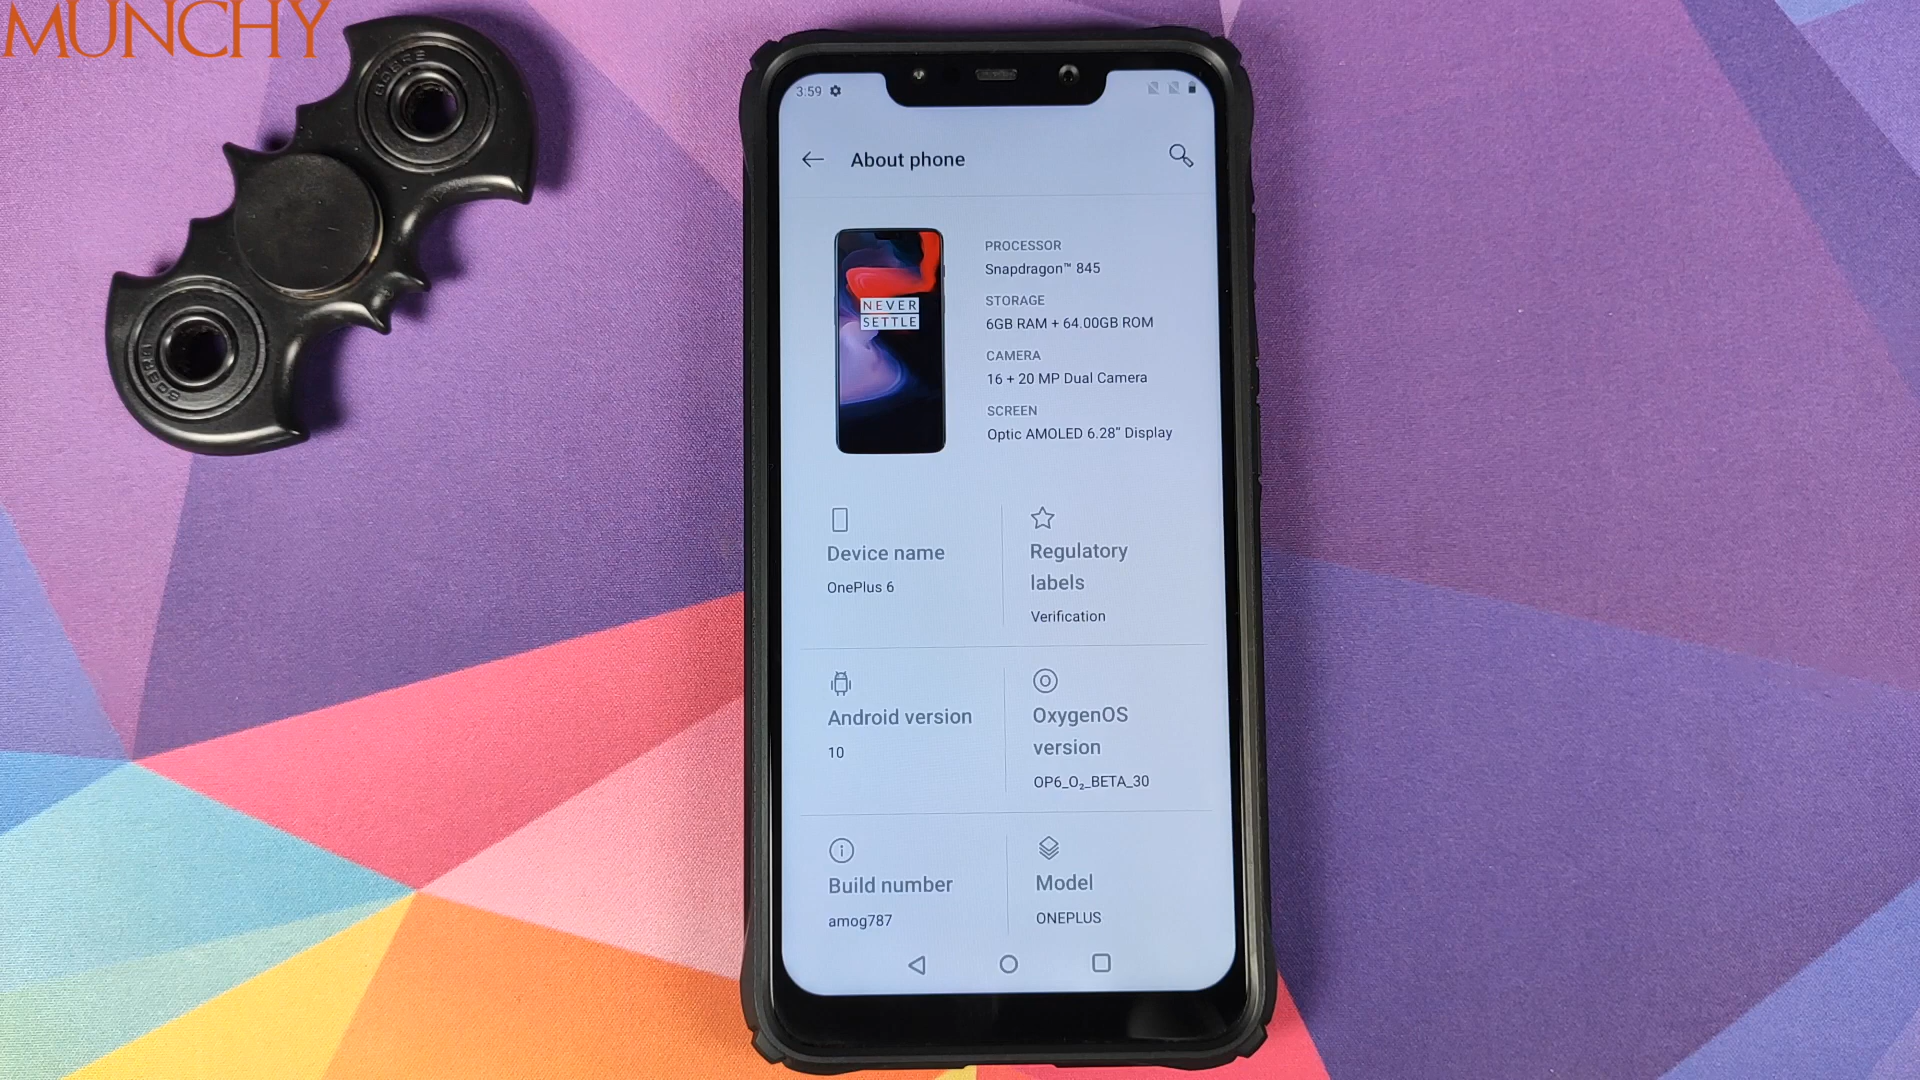 MUNCHY
3:59
About phone
PROCESSOR
Snapdragon™ 845
STORAGE
6GB RAM + 64.00GB ROM
CAMERA
16 + 20 MP Dual Camera
SCREEN
Optic AMOLED 6.28" Display
NEVER
SETTLE
Device name
OnePlus 6
Regulatory
labels
Verification
Android version
10
OxygenOS
version
OP6_O₂_BETA_30
Build number
amog787
Model
ONEPLUS